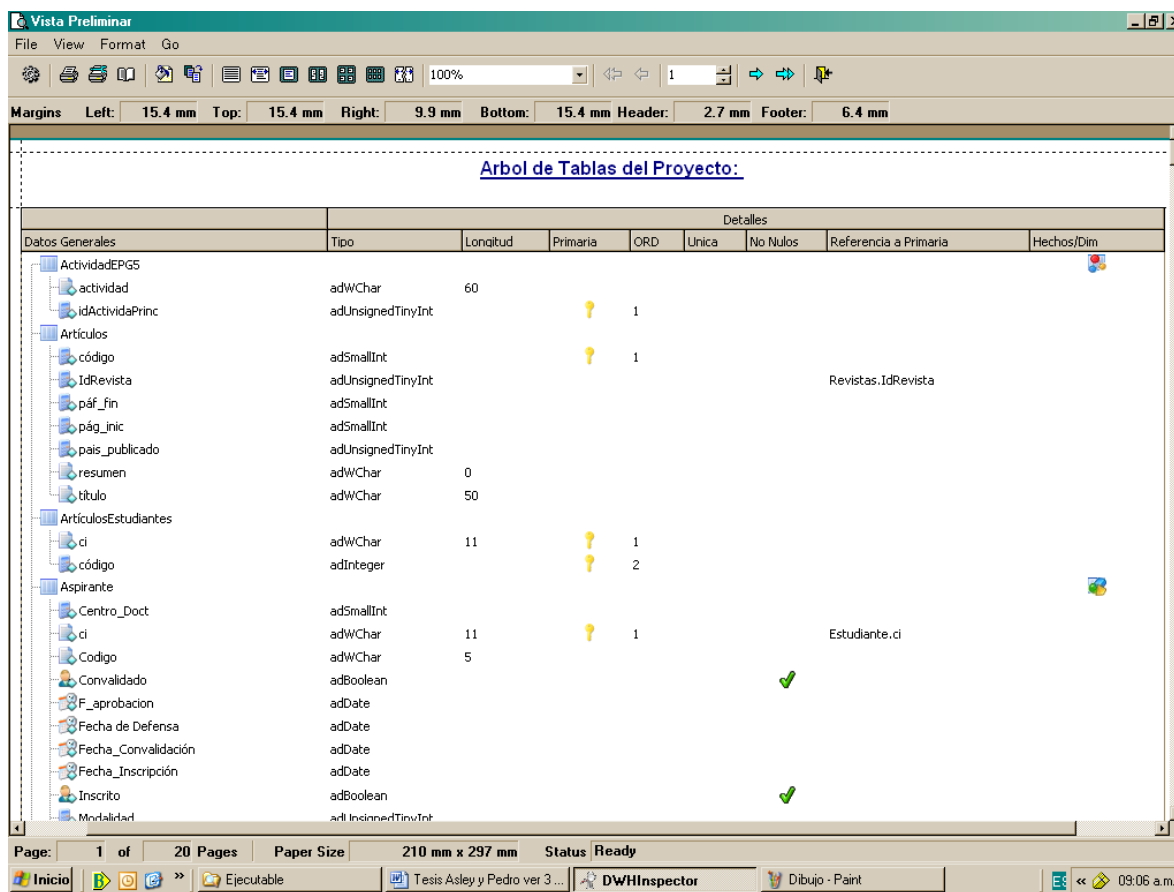 Vista Preliminar
File View Format Go
100% 1
Margins Left: 15.4 mm Top: 15.4 mm Right: 9.9 mm Bottom: 15.4 mm Header: 2.7 mm Footer: 6.4 mm
Arbol de Tablas del Proyecto:
Detalles
Datos Generales Tipo Longitud Primaria ORD Unica No Nulos Referencia a Primaria Hechos/Dim
ActividadEPG5
actividad adWChar 60
idActividaPrinc adUnsignedTinyInt 1
Artículos
código adSmallInt 1
IdRevista adUnsignedTinyInt Revistas.IdRevista
páf_fin adSmallInt
pág_inic adSmallInt
pais_publicado adUnsignedTinyInt
resumen adWChar 0
título adWChar 50
ArtículosEstudiantes
ci adWChar 11 1
código adInteger 2
Aspirante
Centro_Doct adSmallInt
ci adWChar 11 1 Estudiante.ci
Codigo adWChar 5
Convalidado adBoolean
F_aprobacion adDate
Fecha de Defensa adDate
Fecha_Convalidación adDate
Fecha_Inscripción adDate
Inscrito adBoolean
Modalidad adUnsignedTinyInt
Page: 1 of 20 Pages Paper Size 210 mm x 297 mm Status Ready
Inicio » Ejecutable Tesis Asley y Pedro ver 3 ... DWHInspector Dibujo - Paint ES « 09:06 a.m.